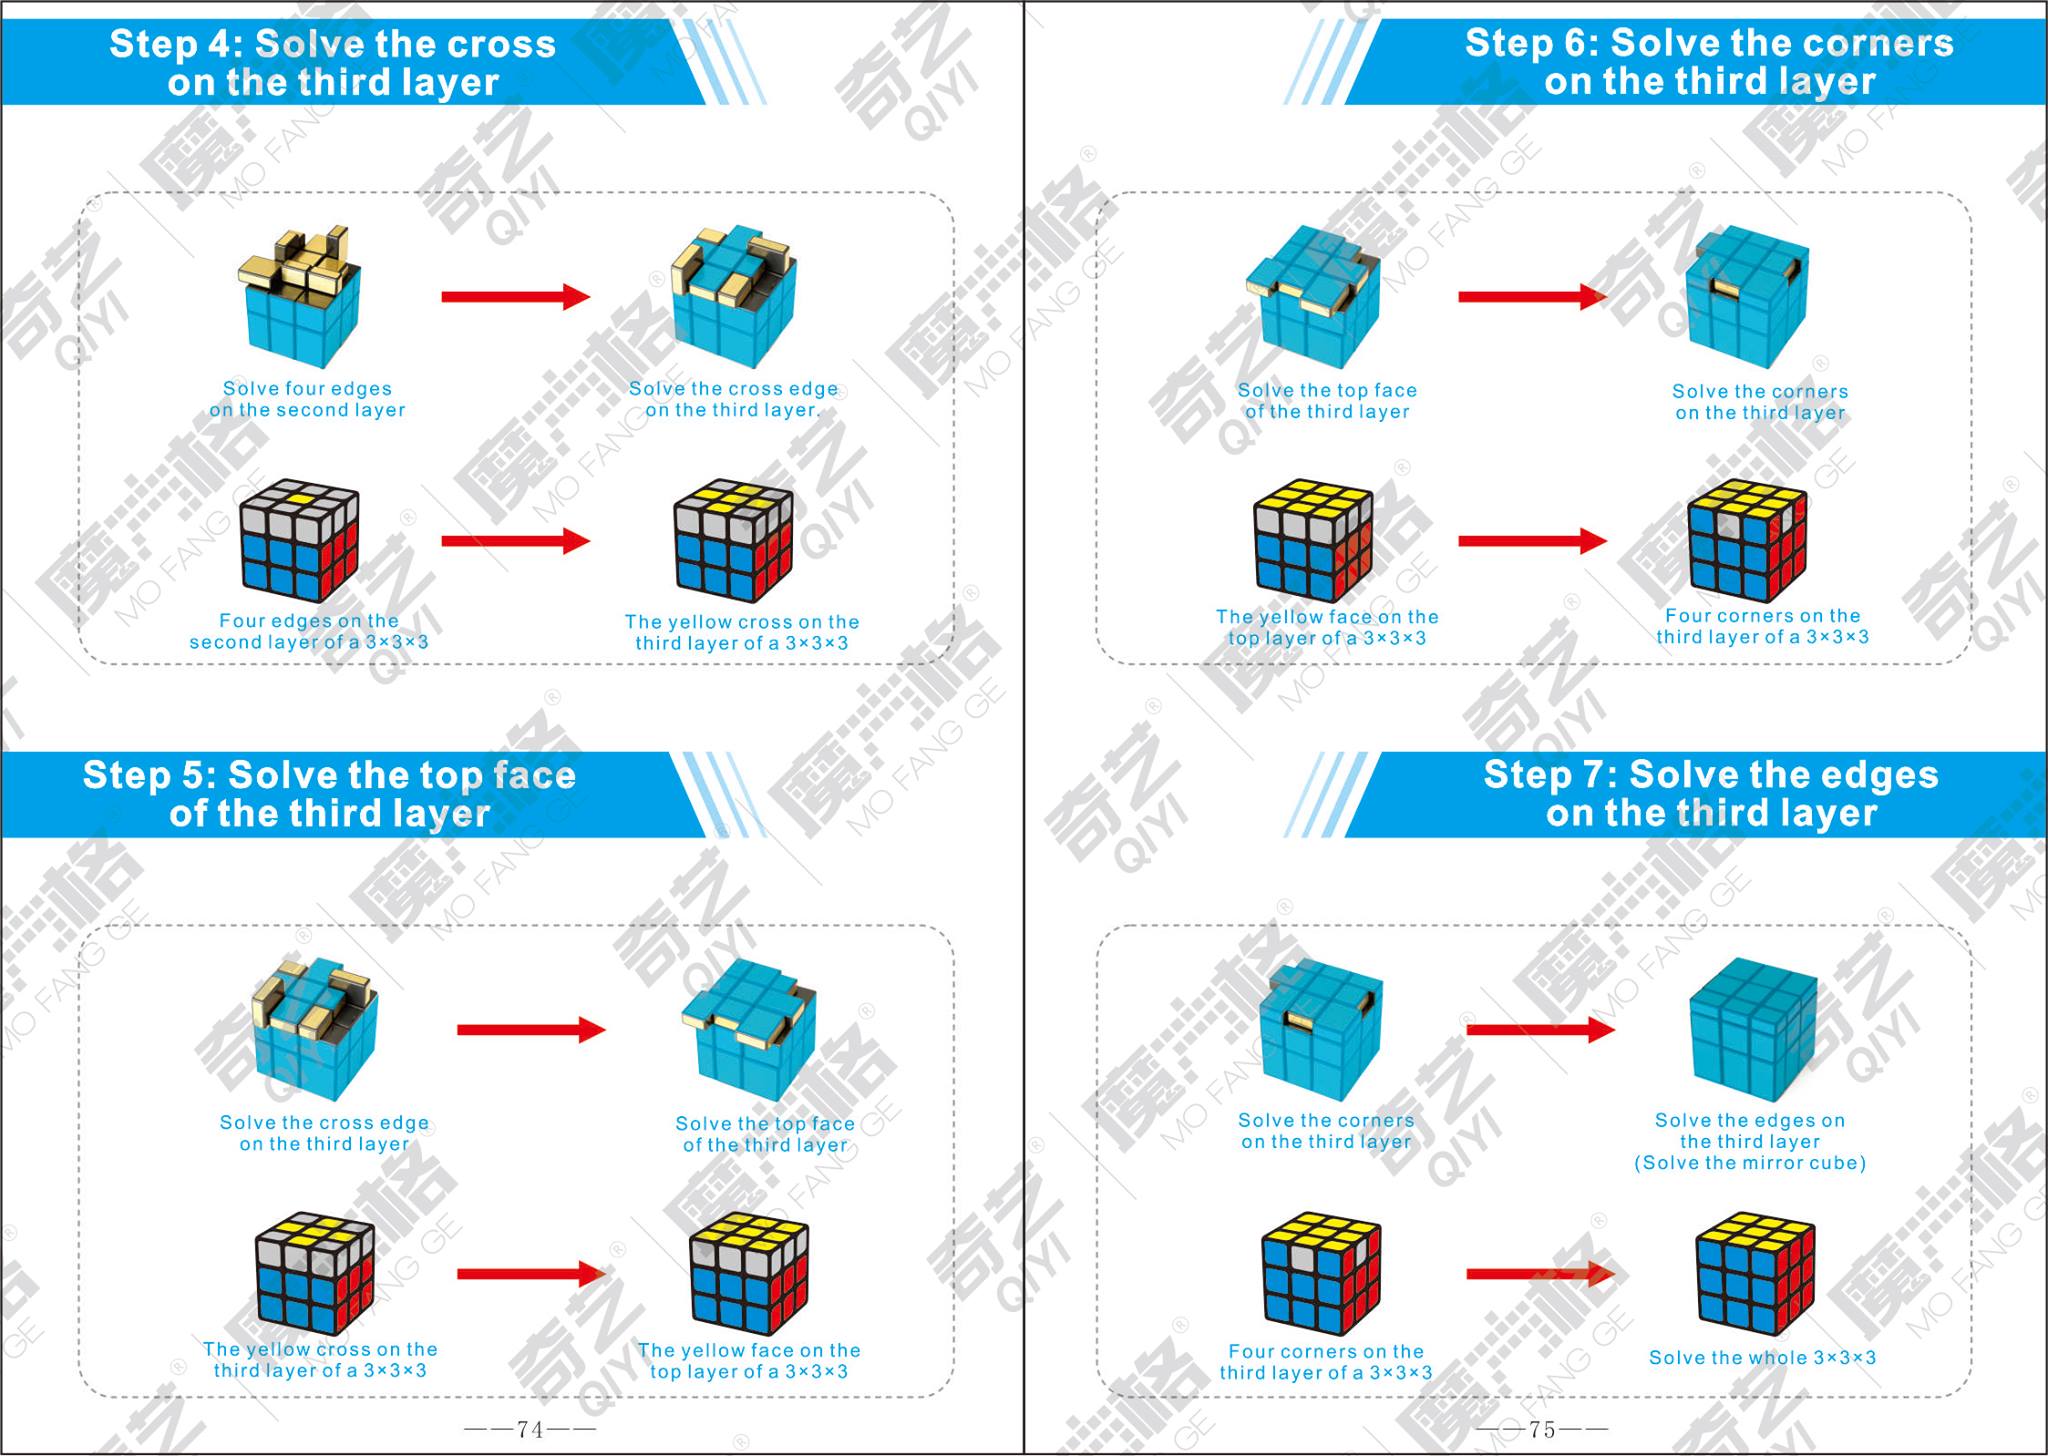 Step 4: Solve the cross
on the third layer
Solve four edges
on the second layer
Solve the cross edge
on the third layer.
Four edges on the
second layer of a 3×3×3
The yellow cross on the
third layer of a 3×3×3
Step 5: Solve the top face
of the third layer
Solve the cross edge
on the third layer
Solve the top face
of the third layer
The yellow cross on the
third layer of a 3×3×3
The yellow face on the
top layer of a 3×3×3
——74——
Step 6: Solve the corners
on the third layer
Solve the top face
of the third layer
Solve the corners
on the third layer
The yellow face on the
top layer of a 3×3×3
Four corners on the
third layer of a 3×3×3
Step 7: Solve the edges
on the third layer
Solve the corners
on the third layer
Solve the edges on
the third layer
(Solve the mirror cube)
Four corners on the
third layer of a 3×3×3
Solve the whole 3×3×3
——75——
奇艺
QIYI
魔方格®
MO FANG GE